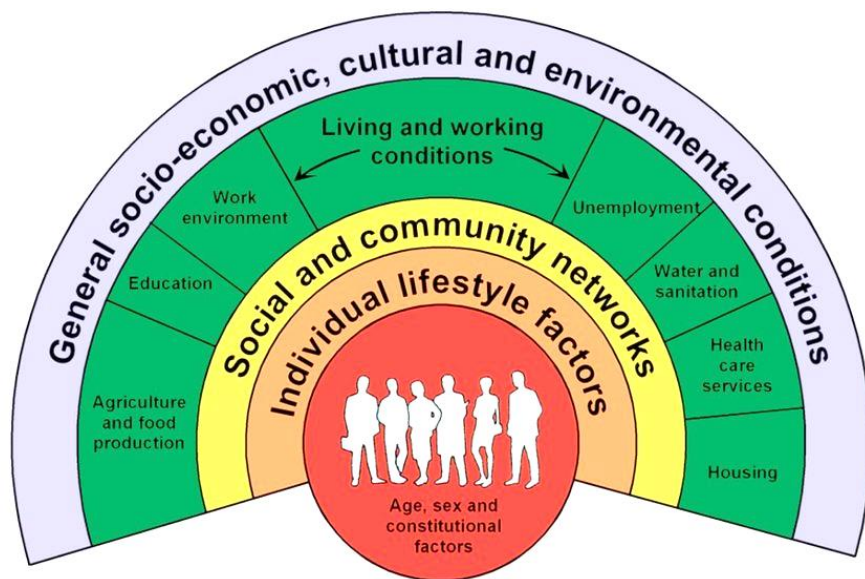 General socio-economic, cultural and environmental conditions
Living and working
conditions
Work
environment
Education
Agriculture
and food
production
Unemployment
Water and
sanitation
Health
care
services
Housing
Social and community networks
Individual lifestyle factors
Age, sex and
constitutional
factors